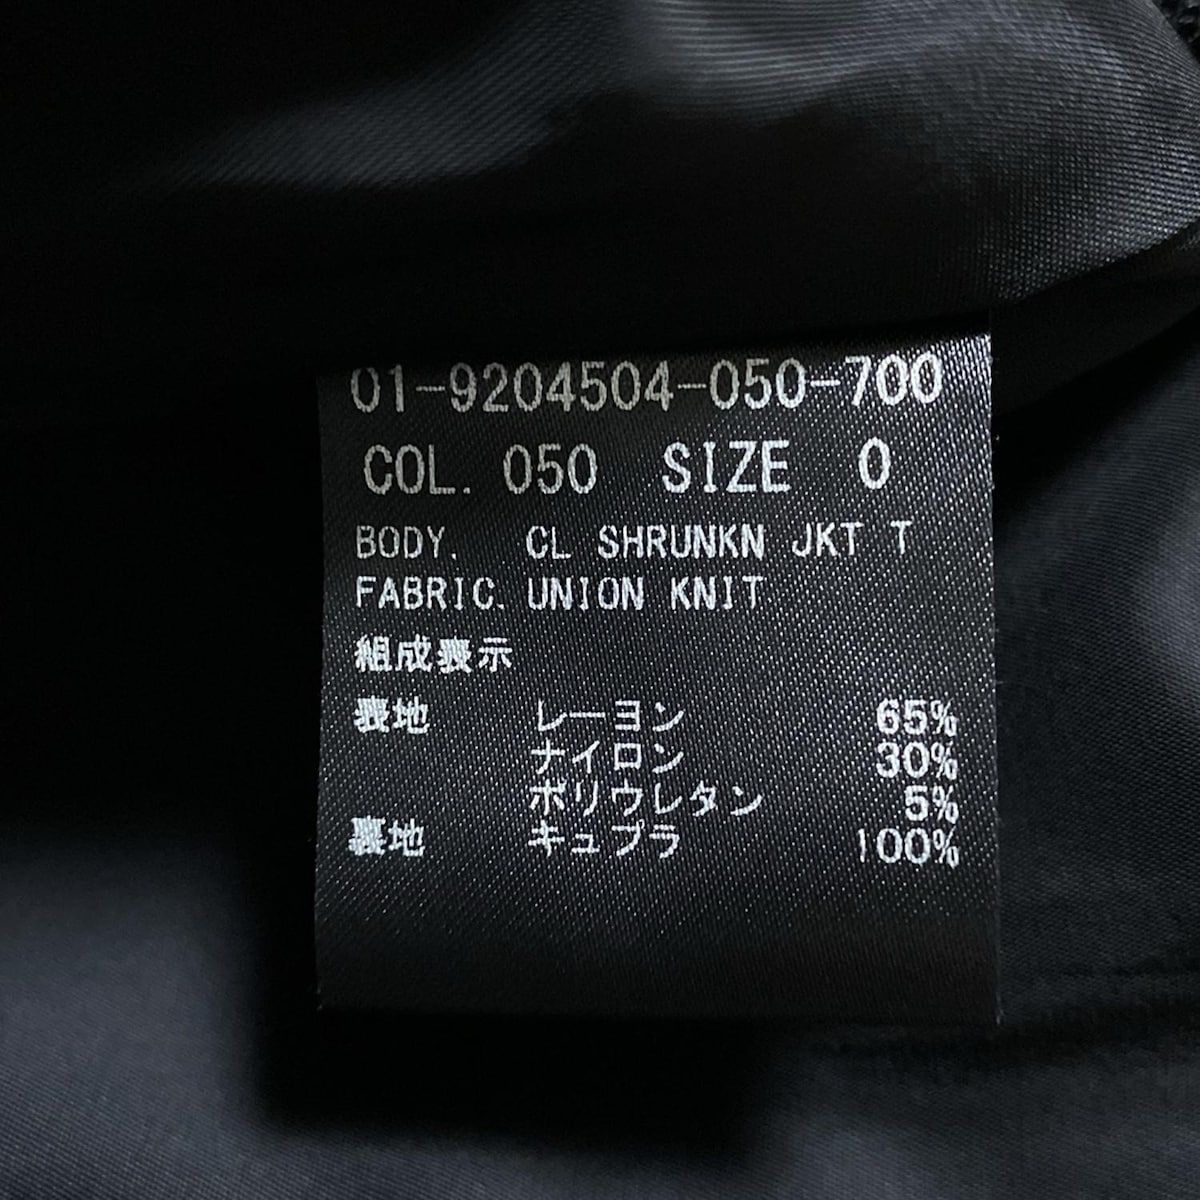 01-9204504-050-700
COL. 050 SIZE 0
BODY. CL SHRUNKN JKT T
FABRIC. UNION KNIT
組成表示
表地 レーヨン 65%
ナイロン 30%
ポリウレタン 5%
裏地 キュプラ 100%